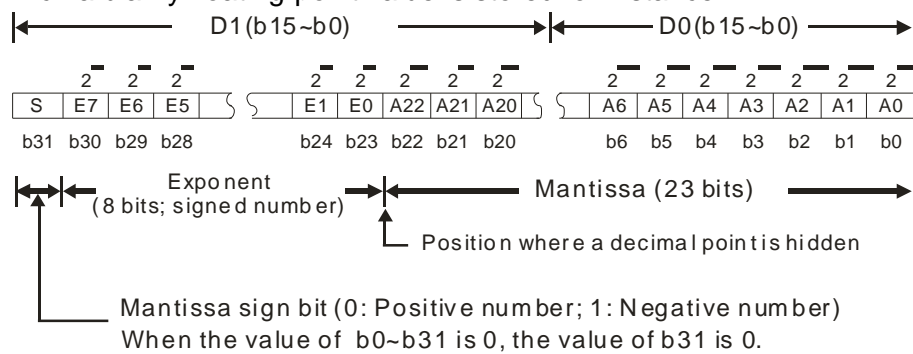 D1(b15~b0) D0(b15~b0)
2 2 2 2 2 2 2 2 2 2 2 2 2 2 2
S E7 E6 E5 E1 E0 A22 A21 A20 A6 A5 A4 A3 A2 A1 A0
b31 b30 b29 b28 b24 b23 b22 b21 b20 b6 b5 b4 b3 b2 b1 b0
Exponent
(8 bits; signed number)
Mantissa (23 bits)
Position where a decimal point is hidden
Mantissa sign bit (0: Positive number; 1: Negative number)
When the value of b0~b31 is 0, the value of b31 is 0.